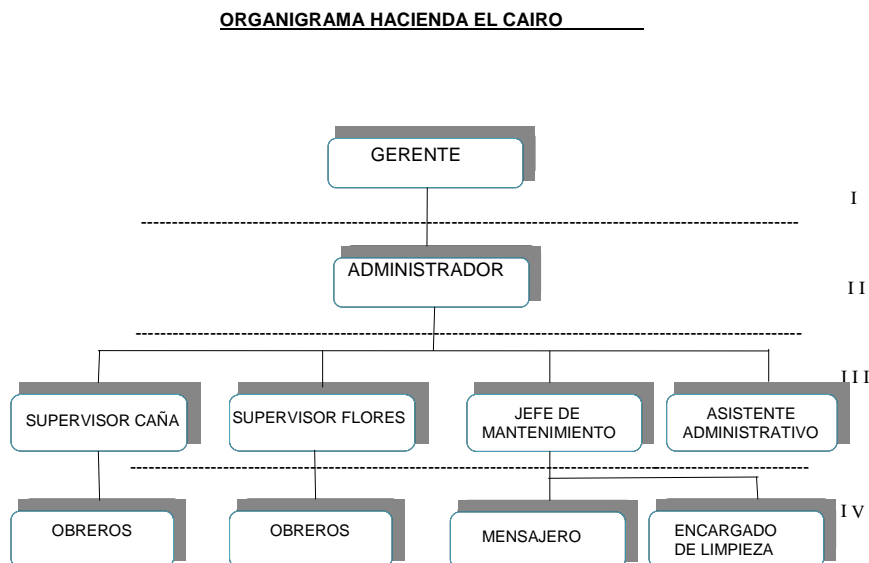 ORGANIGRAMA HACIENDA EL CAIRO
GERENTE
I
ADMINISTRADOR
I I
I I I
SUPERVISOR CAÑA
SUPERVISOR FLORES
JEFE DE
MANTENIMIENTO
ASISTENTE
ADMINISTRATIVO
I V
OBREROS
OBREROS
MENSAJERO
ENCARGADO
DE LIMPIEZA